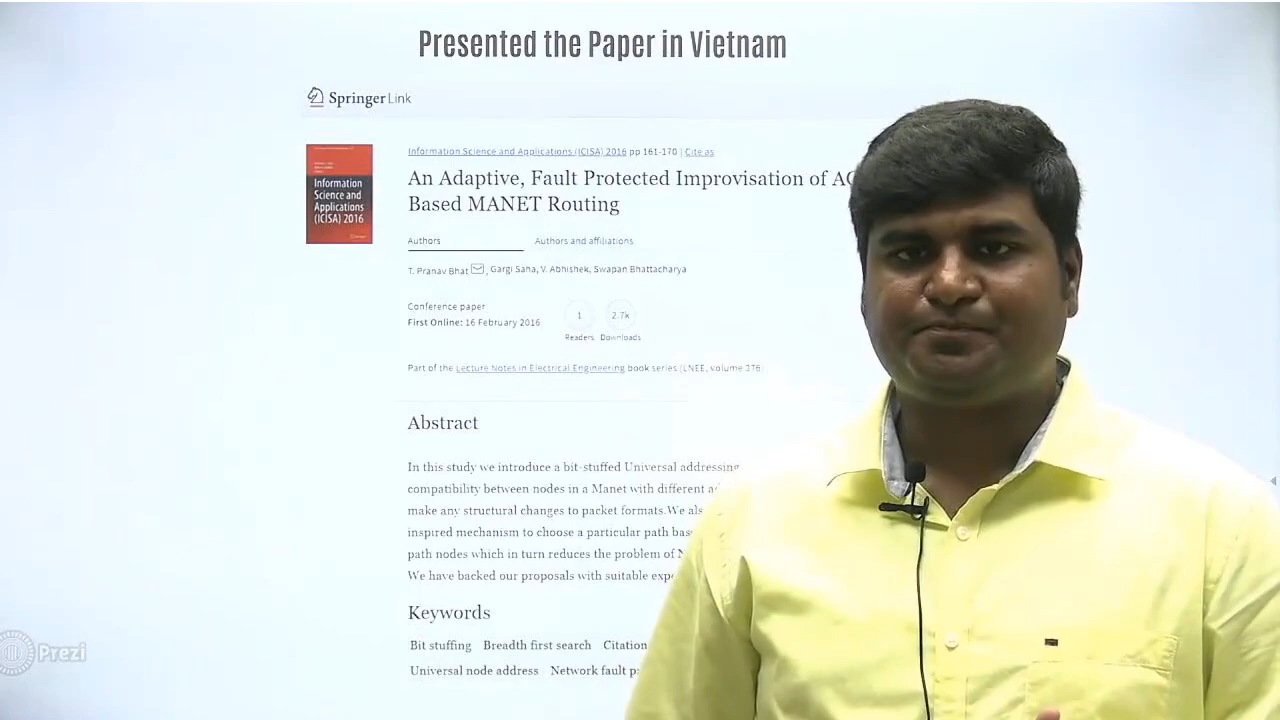 Presented the Paper in Vietnam
Springer Link
Information Science and Applications (ICISA) 2016 pp 161-170 | Cite as
An Adaptive, Fault Protected Improvisation of
Based MANET Routing
Information
Science and
Applications
(ICISA) 2016
Authors Authors and affiliations
T. Pranav Bhat, Gargi Saha, V. Abhishek, Swapan Bhattacharya
Conference paper
First Online: 16 February 2016
1 2.7k
Readers Downloads
Part of the Lecture Notes in Electrical Engineering book series (LNEE, volume 376)
Abstract
In this study we introduce a bit-stuffed Universal addressing
compatibility between nodes in a Manet with different
make any structural changes to packet formats.We
inspired mechanism to choose a particular path
path nodes which in turn reduces the problem of
We have backed our proposals with suitable
Keywords
Bit stuffing Breadth first search Citation
Universal node address Network fault
Prezi